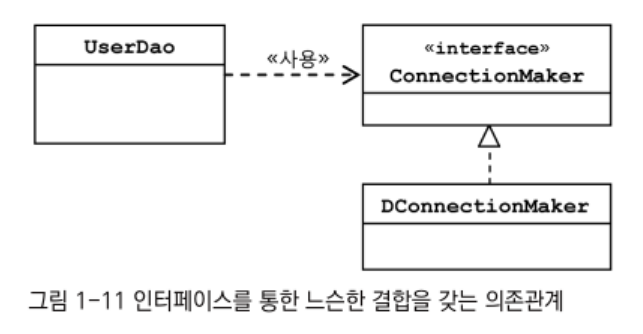 UserDao
«사용»
«interface»
ConnectionMaker
DConnectionMaker
그림 1-11 인터페이스를 통한 느슨한 결합을 갖는 의존관계